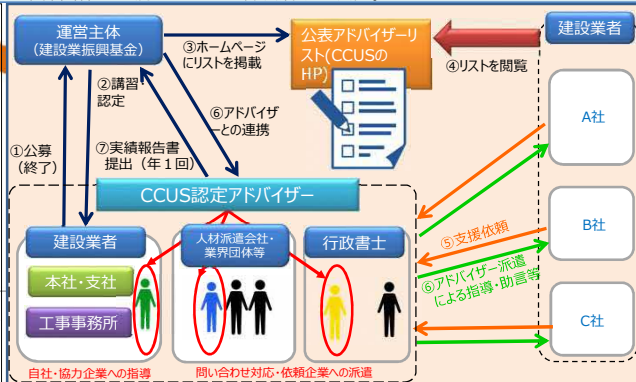 運営主体
（建設業振興基金）
③ホームページ
にリストを掲載
公表アドバイザーリ
スト(CCUSの
HP)
④リストを閲覧
建設業者
②講習・
認定
⑥アドバイザ
ーとの連携
①公募
（終了）
⑦実績報告書
提出（年１回）
A社
CCUS認定アドバイザー
建設業者
本社・支社
工事事務所
人材派遣会社・
業界団体等
行政書士
⑤支援依頼
B社
⑥アドバイザー派遣
による指導・助言等
C社
自社・協力企業への指導
問い合わせ対応・依頼企業への派遣